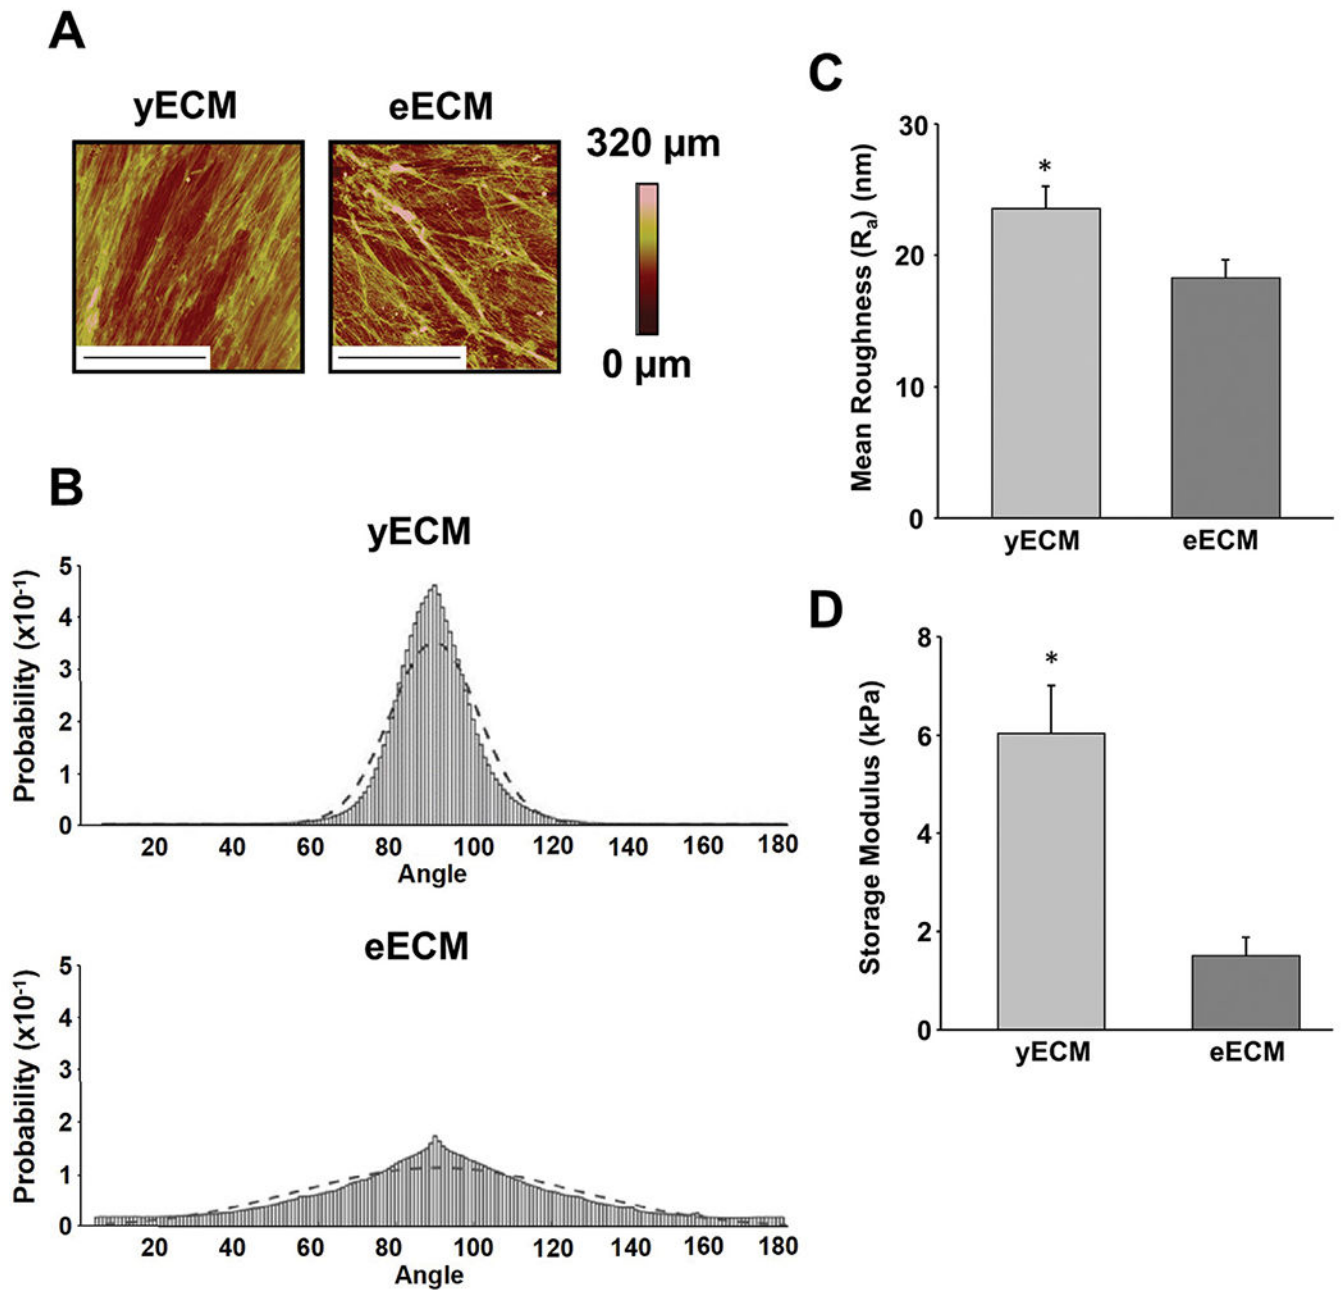 A
yECM
eECM
320 µm
0 µm
B
yECM
Probability (x10⁻¹)
5
4
3
2
1
0
20 40 60 80 100 120 140 160 180
Angle
eECM
Probability (x10⁻¹)
5
4
3
2
1
0
20 40 60 80 100 120 140 160 180
Angle
C
Mean Roughness (Rₐ) (nm)
30
20
10
0
*
yECM eECM
D
Storage Modulus (kPa)
8
6
4
2
0
*
yECM eECM